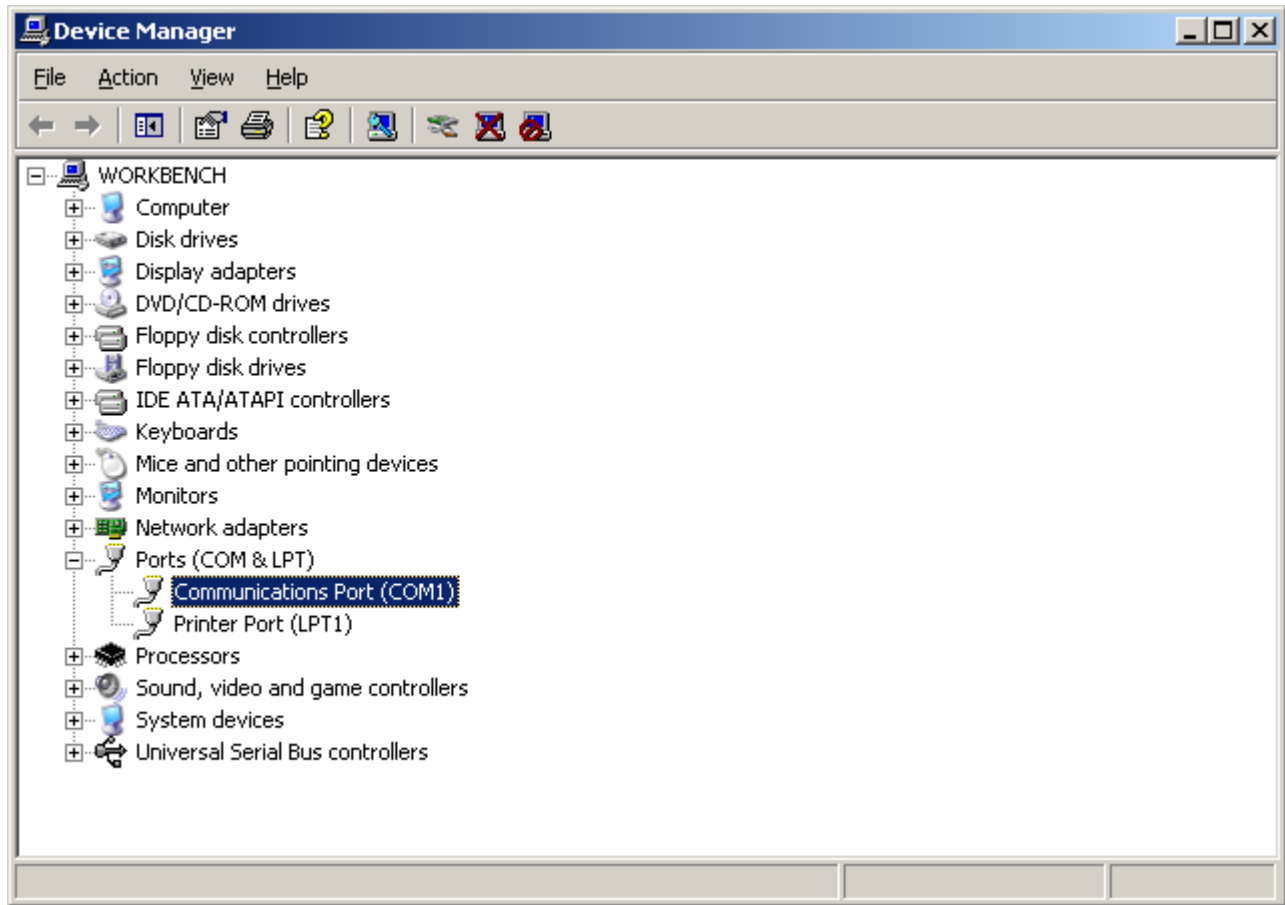 Device Manager
File Action View Help
WORKBENCH
Computer
Disk drives
Display adapters
DVD/CD-ROM drives
Floppy disk controllers
Floppy disk drives
IDE ATA/ATAPI controllers
Keyboards
Mice and other pointing devices
Monitors
Network adapters
Ports (COM & LPT)
Communications Port (COM1)
Printer Port (LPT1)
Processors
Sound, video and game controllers
System devices
Universal Serial Bus controllers